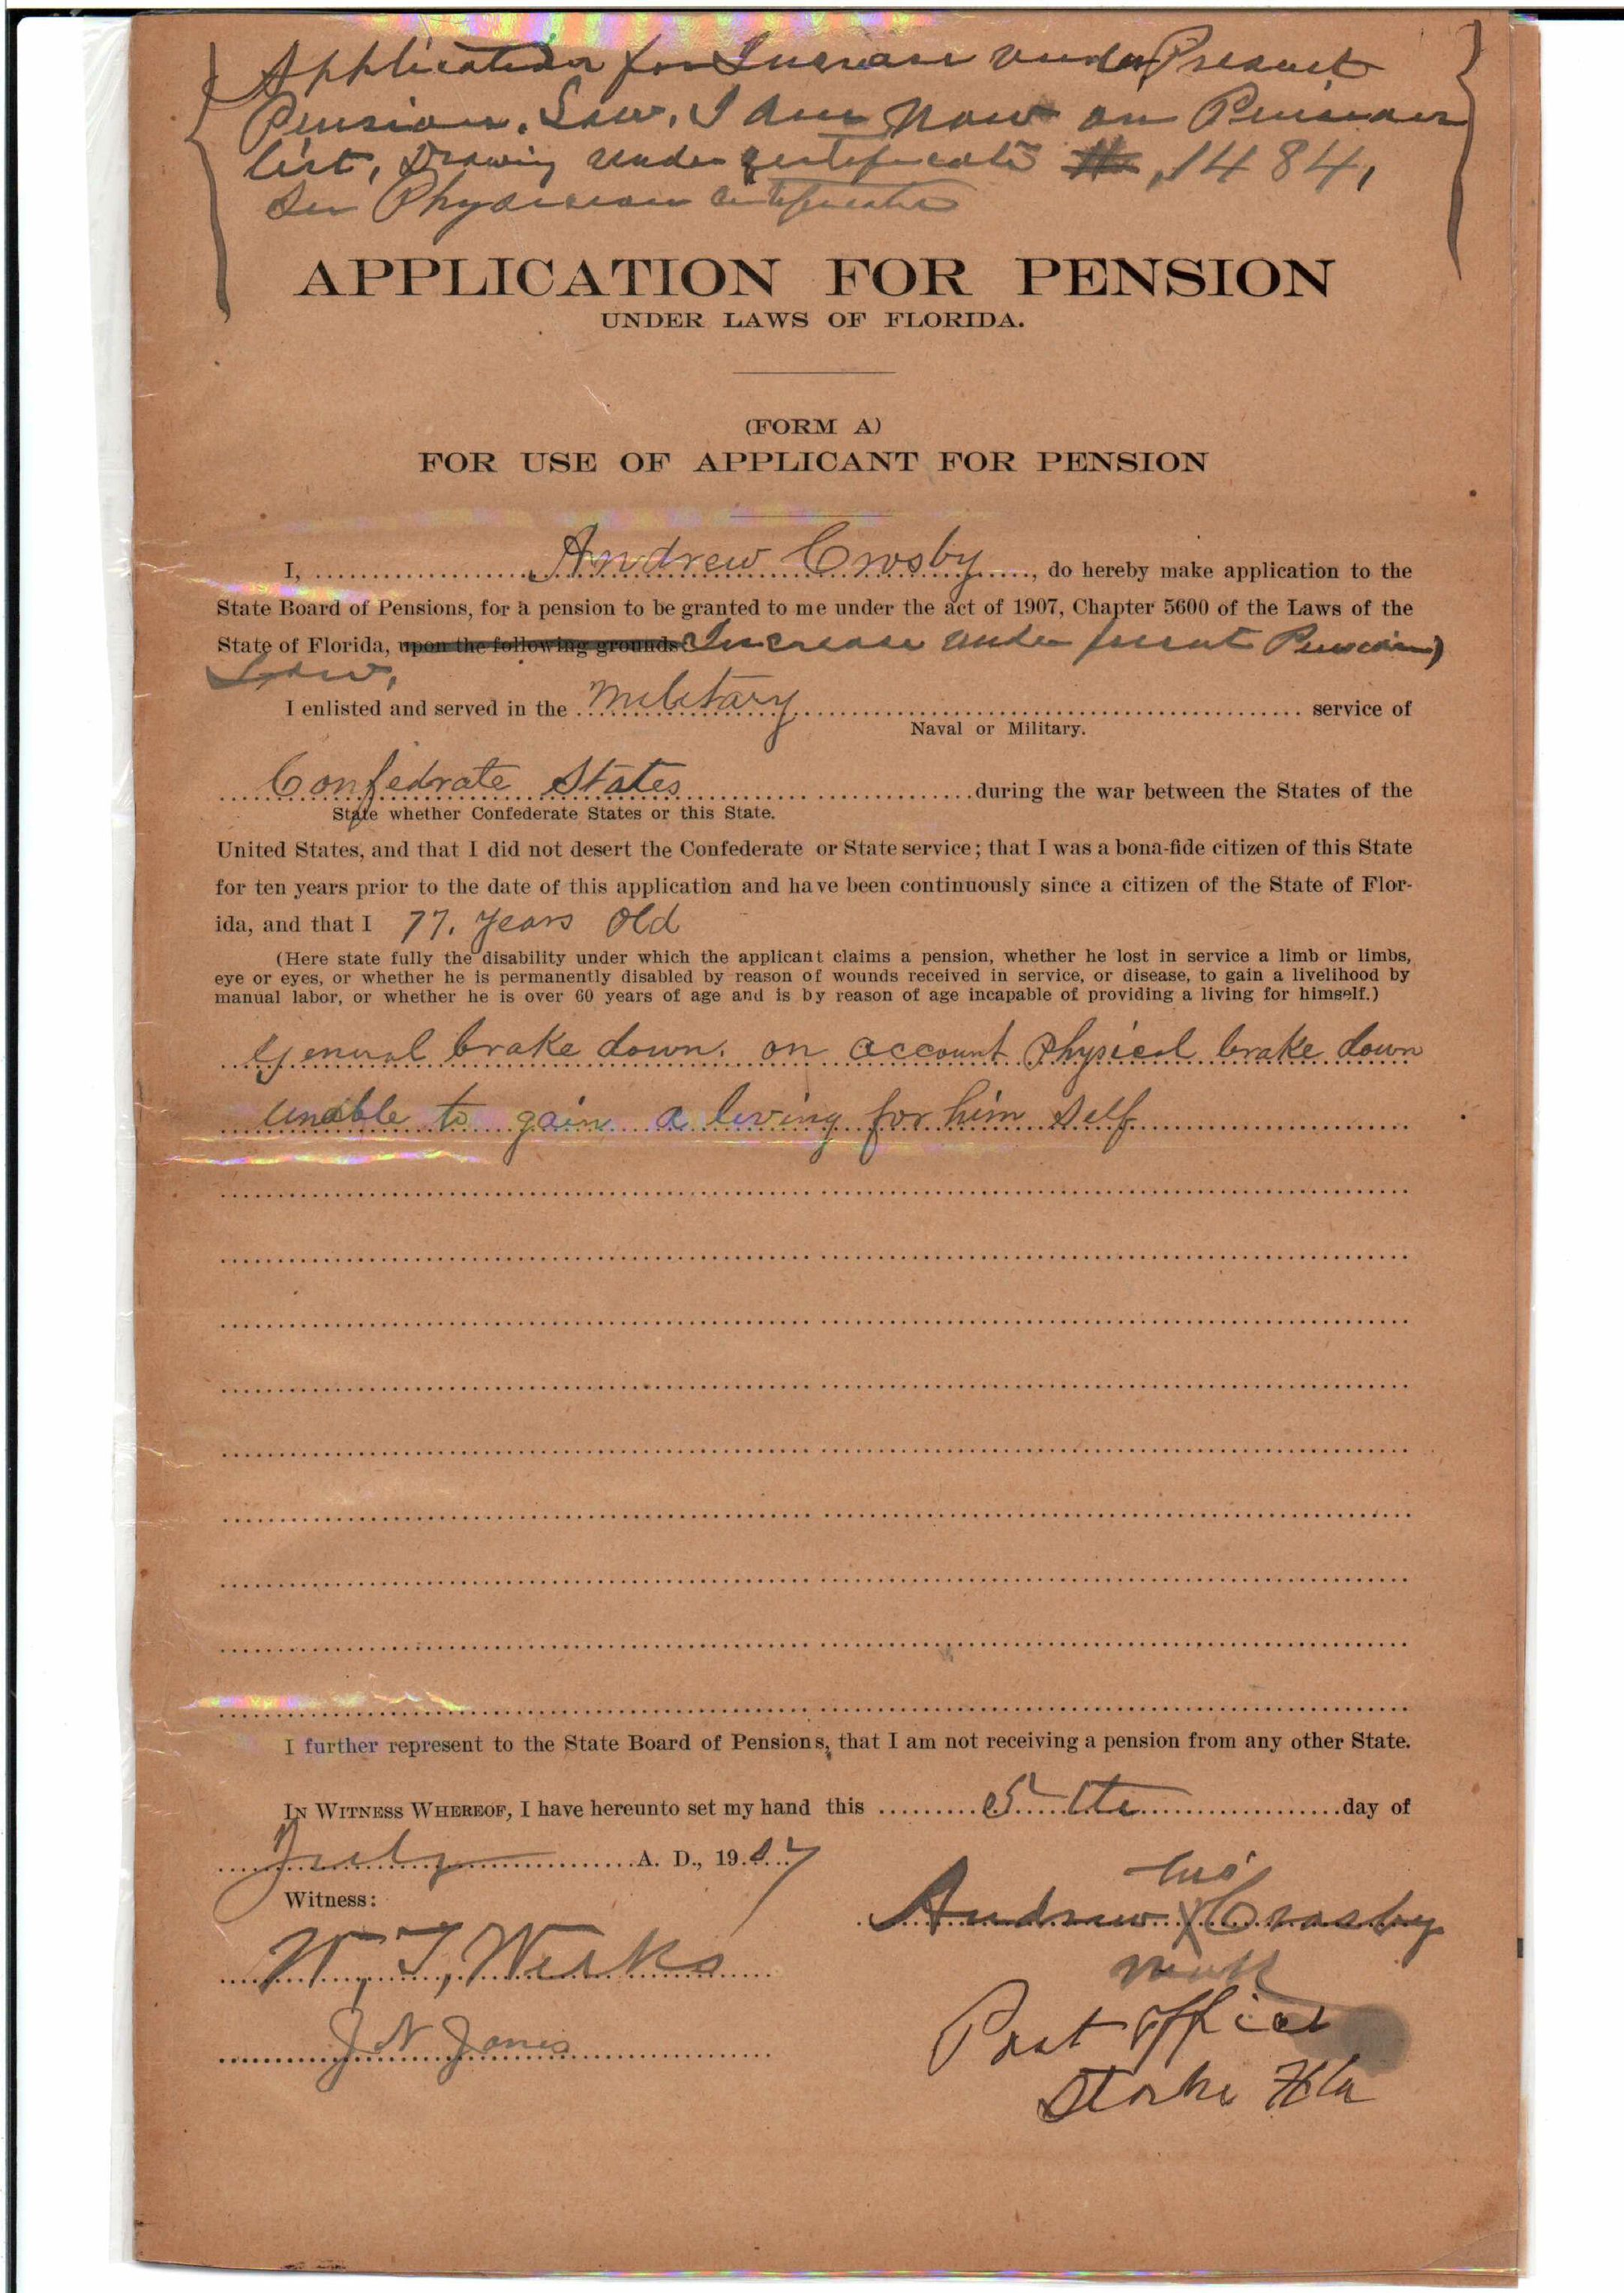 Application for Increase under Present
Pension. Law. I am now on Pension
list, Drawing under certificate No, 1484,
See Physician Certificate
APPLICATION FOR PENSION
UNDER LAWS OF FLORIDA.
(FORM A)
FOR USE OF APPLICANT FOR PENSION
I, Andrew Crosby, do hereby make application to the
State Board of Pensions, for a pension to be granted to me under the act of 1907, Chapter 5600 of the Laws of the
State of Florida, upon the following grounds Increase under present Pension)
Law,
I enlisted and served in the Military service of
Naval or Military.
Confedrate States during the war between the States of the
State whether Confederate States or this State.
United States, and that I did not desert the Confederate or State service; that I was a bona-fide citizen of this State
for ten years prior to the date of this application and have been continuously since a citizen of the State of Flor-
ida, and that I 77. years old
(Here state fully the disability under which the applicant claims a pension, whether he lost in service a limb or limbs,
eye or eyes, or whether he is permanently disabled by reason of wounds received in service, or disease, to gain a livelihood by
manual labor, or whether he is over 60 years of age and is by reason of age incapable of providing a living for himself.)
genural brake down. on account physical brake down
unable to gain a living for him self
I further represent to the State Board of Pensions, that I am not receiving a pension from any other State.
IN WITNESS WHEREOF, I have hereunto set my hand this 5th day of
July A. D., 1907
his
Witness:
Andrew X Crosby
mark
W. T. Weeks
J N Jones
Post office
Starke Fla